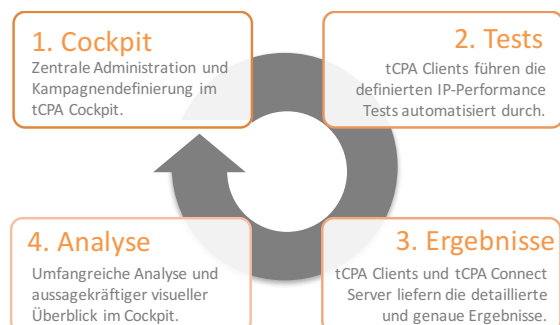 1. Cockpit
Zentrale Administration und
Kampagnendefinierung im
tCPA Cockpit.
2. Tests
tCPA Clients führen die
definierten IP-Performance
Tests automatisiert durch.
3. Ergebnisse
tCPA Clients und tCPA Connect
Server liefern die detaillierte
und genaue Ergebnisse.
4. Analyse
Umfangreiche Analyse und
aussagekräftiger visueller
Überblick im Cockpit.